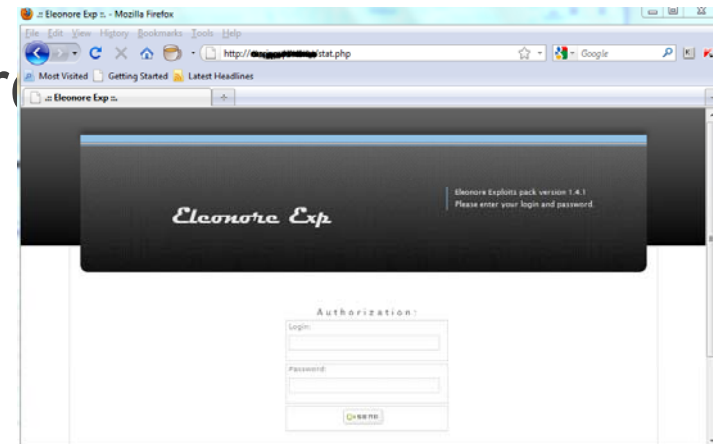 .:: Eleonore Exp ::. - Mozilla Firefox
File Edit View History Bookmarks Tools Help
http:// /stat.php
Google
Most Visited Getting Started Latest Headlines
.:: Eleonore Exp ::.
Eleonore Exp
Eleonore Exploits pack version 1.4.1
Please enter your login and password.
Authorization:
Login:
Password: